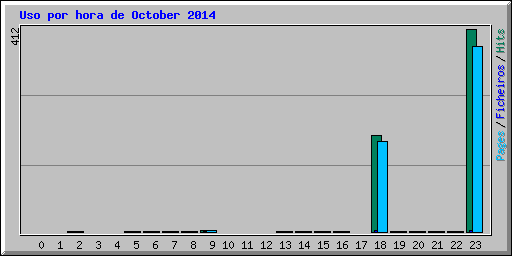 Uso por hora de October 2014
412
Pages / Ficheiros / Hits
0 1 2 3 4 5 6 7 8 9 10 11 12 13 14 15 16 17 18 19 20 21 22 23